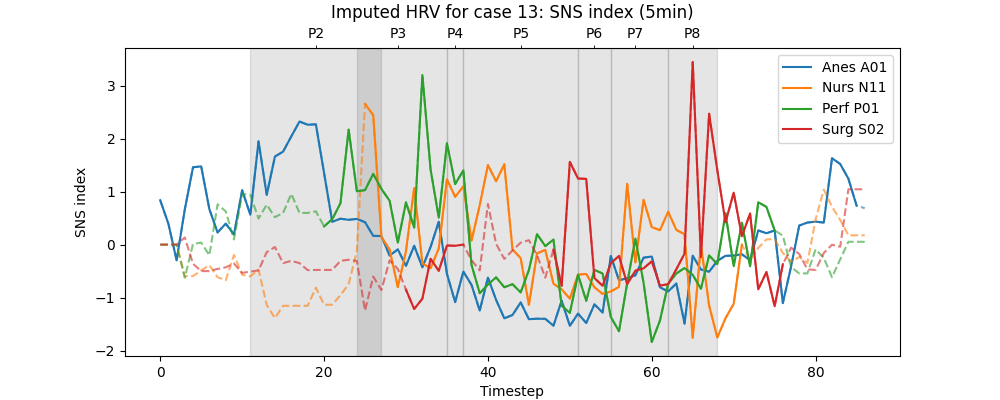 Imputed HRV for case 13: SNS index (5min)
P2 P3 P4 P5 P6 P7 P8
Anes A01
Nurs N11
Perf P01
Surg S02
SNS index
3
2
1
0
−1
−2
0 20 40 60 80
Timestep